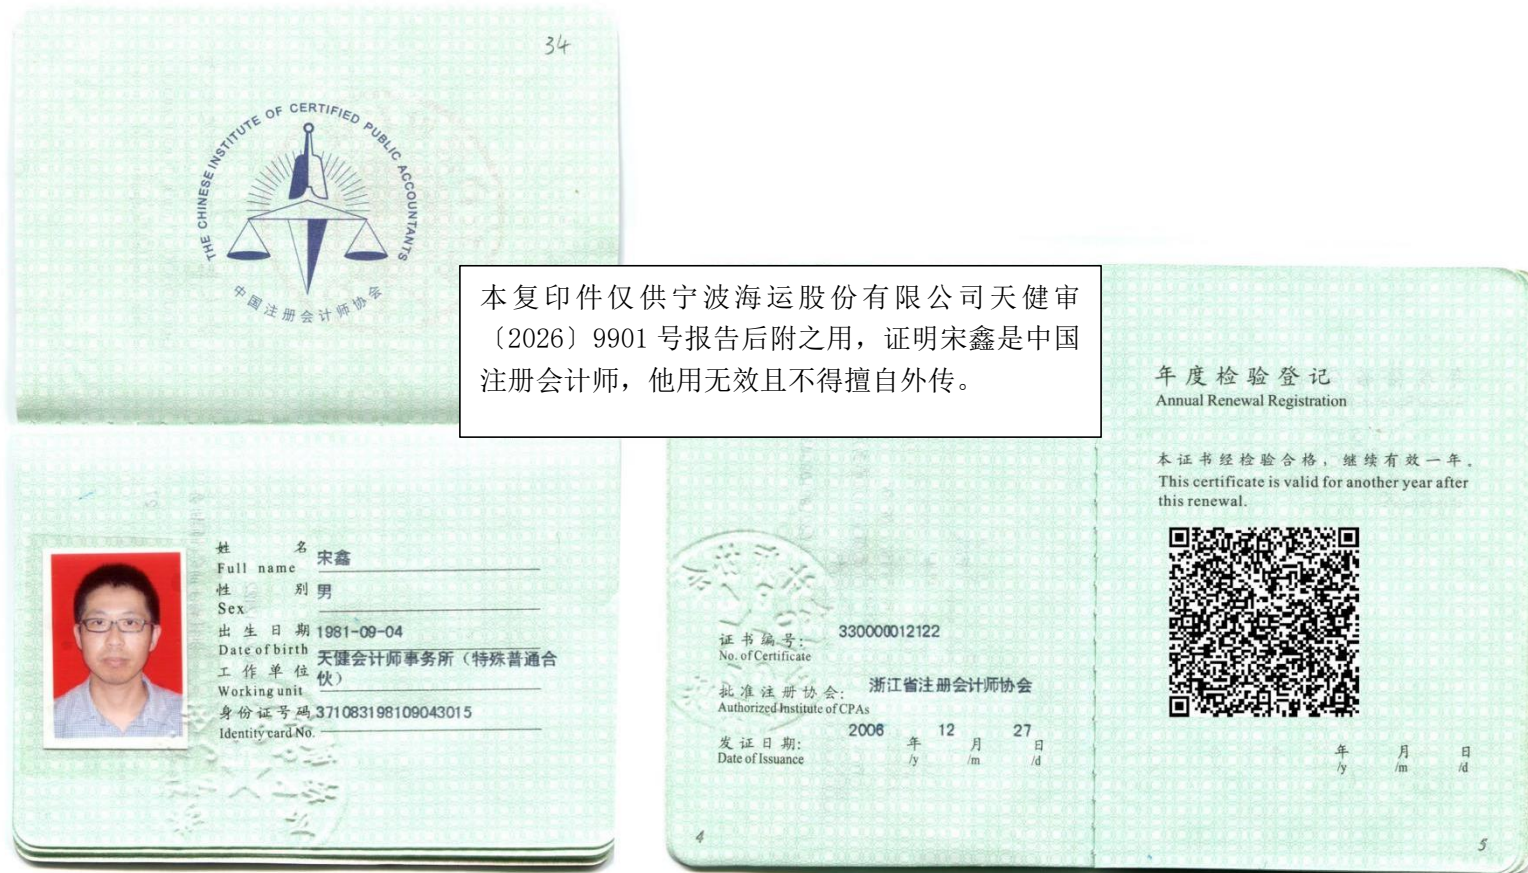 34
THE CHINESE INSTITUTE OF CERTIFIED PUBLIC ACCOUNTANTS
中国注册会计师协会
本复印件仅供宁波海运股份有限公司天健审
〔2026〕9901 号报告后附之用，证明宋鑫是中国
注册会计师，他用无效且不得擅自外传。
姓 名 宋鑫
Full name
性 别 男
Sex
出生日期 1981-09-04
Date of birth
工作单位 天健会计师事务所（特殊普通合
伙）
Working unit
身份证号码 371083198109043015
Identity card No.
证书编号: 330000012122
No. of Certificate
批准注册协会: 浙江省注册会计师协会
Authorized Institute of CPAs
发证日期: 2006 年 12 月 27 日
Date of Issuance /y /m /d
4
年度检验登记
Annual Renewal Registration
本证书经检验合格，继续有效一年。
This certificate is valid for another year after
this renewal.
年 月 日
/y /m /d
5